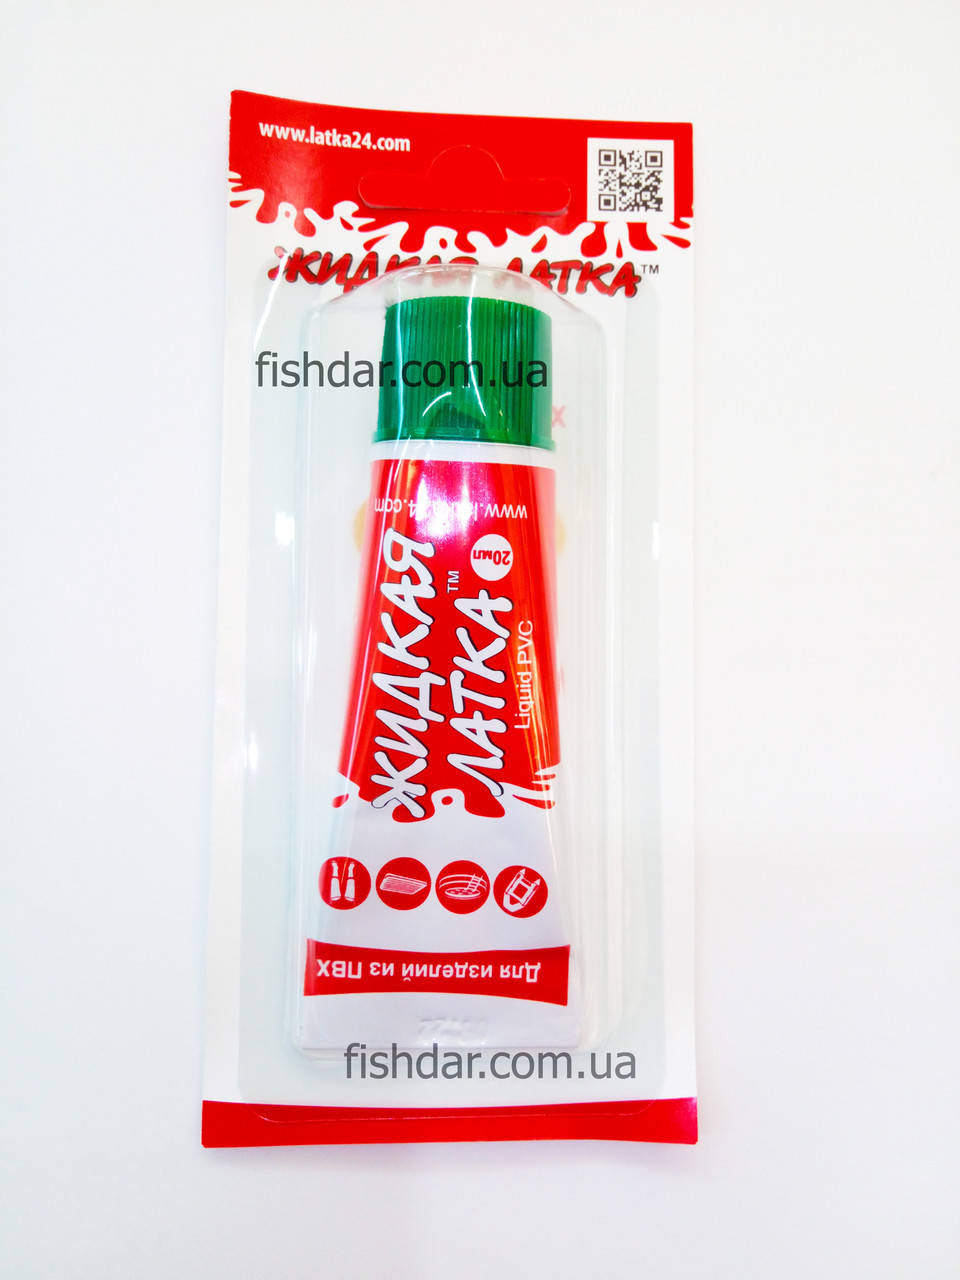 www.latka24.com
ЖИДКАЯ ЛАТКА™
fishdar.com.ua
Х
ЖИДКАЯ
ЛАТКА™
20мл
Liquid PVC
Для изделий из ПВХ
fishdar.com.ua